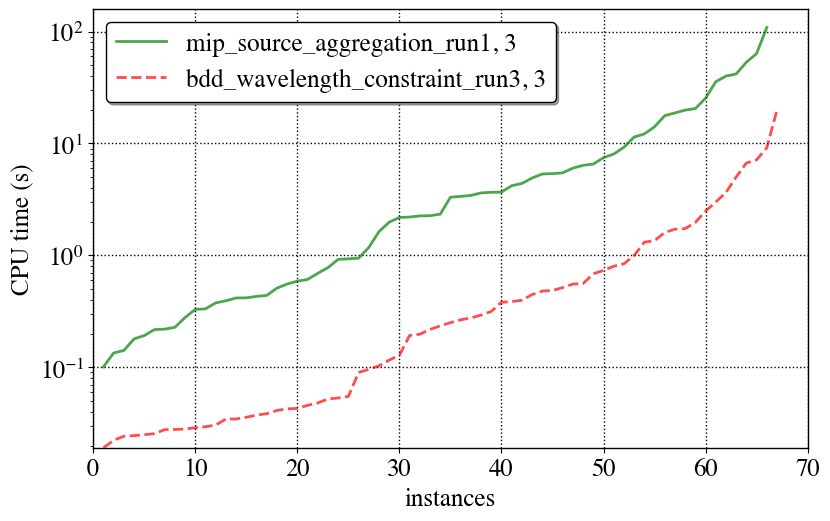 mip_source_aggregation_run1, 3
bdd_wavelength_constraint_run3, 3
CPU time (s)
10²
10¹
10⁰
10⁻¹
0 10 20 30 40 50 60 70
instances